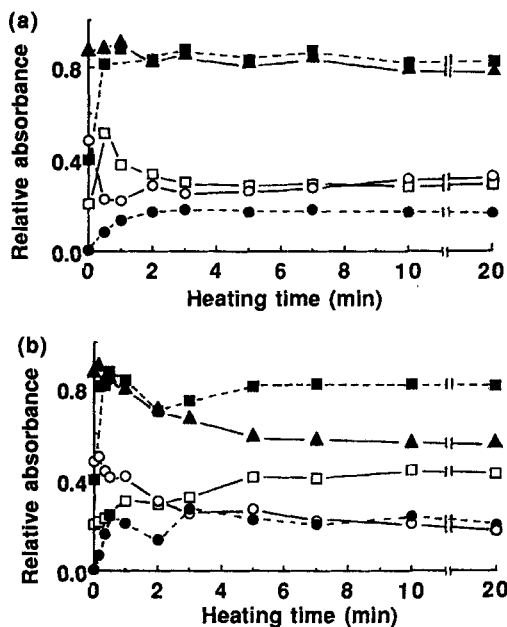 (a)
Relative absorbance
0.8
0.4
0.0
0 2 4 6 8 10 20
Heating time (min)
(b)
Relative absorbance
0.8
0.4
0.0
0 2 4 6 8 10 20
Heating time (min)